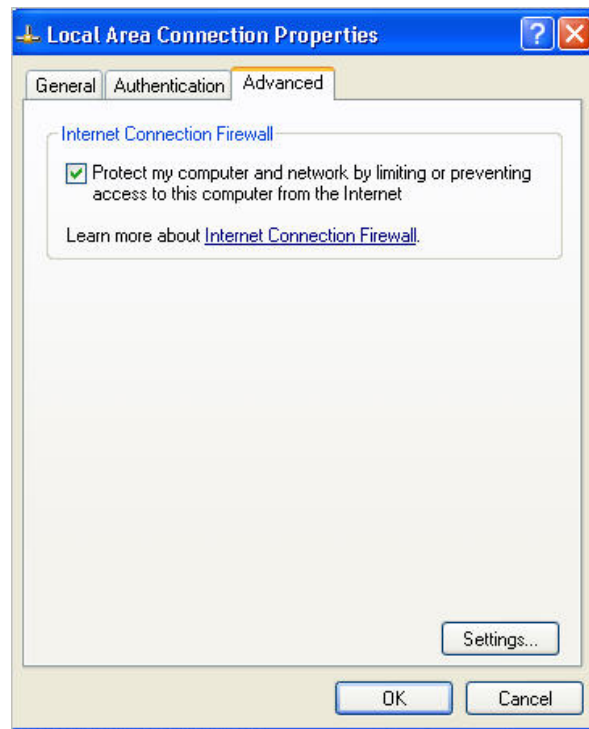 Local Area Connection Properties
?
General Authentication Advanced
Internet Connection Firewall
Protect my computer and network by limiting or preventing
access to this computer from the Internet
Learn more about Internet Connection Firewall.
Settings...
OK Cancel